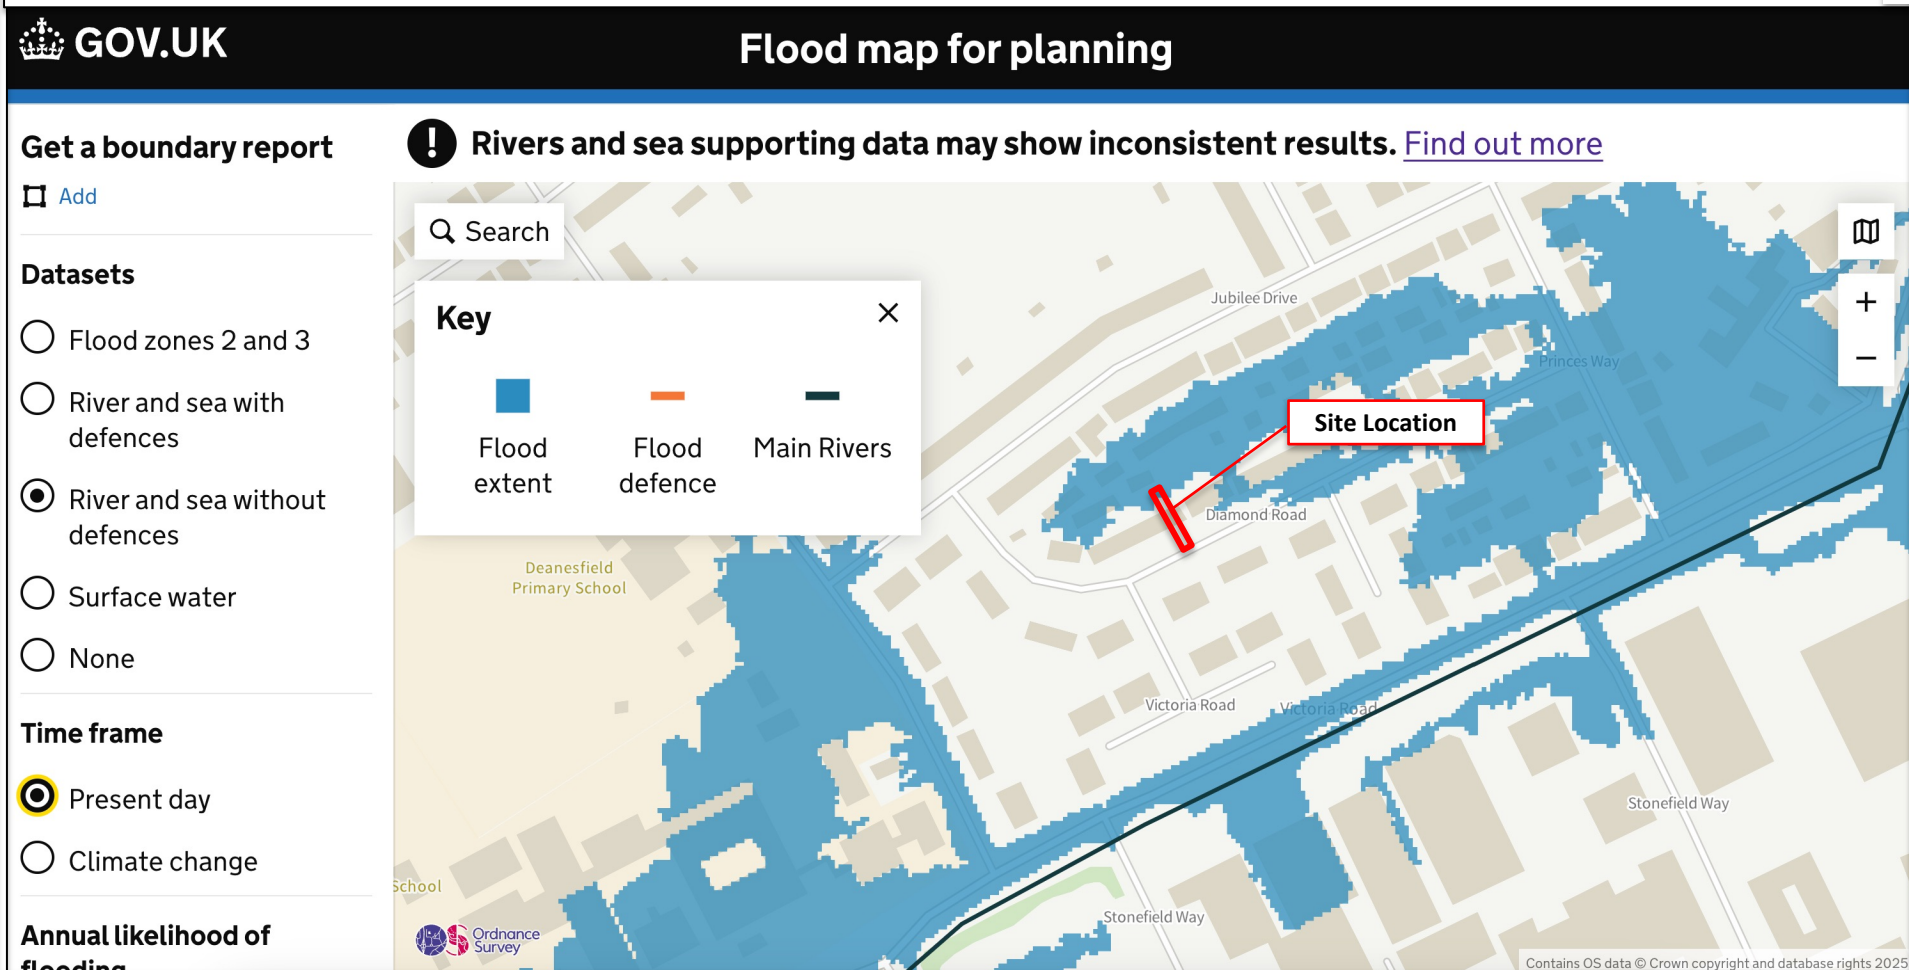 GOV.UK
Flood map for planning
Get a boundary report
Add
Datasets
Flood zones 2 and 3
River and sea with
defences
River and sea without
defences
Surface water
None
Time frame
Present day
Climate change
Annual likelihood of
flooding
Rivers and sea supporting data may show inconsistent results. Find out more
Search
Key
Flood
extent
Flood
defence
Main Rivers
Jubilee Drive
Princes Way
Site Location
Diamond Road
Deanesfield
Primary School
Victoria Road
Victoria Road
Stonefield Way
School
Stonefield Way
Ordnance
Survey
Contains OS data © Crown copyright and database rights 2025